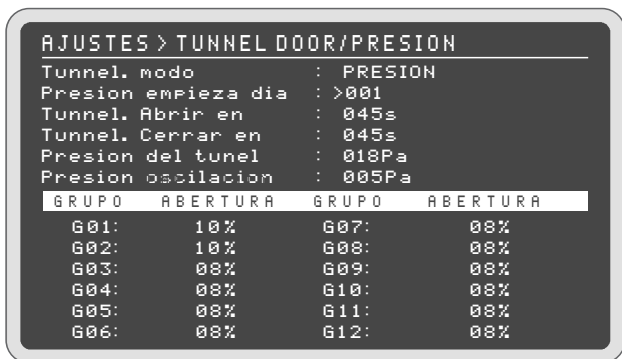 AJUSTES > TUNNEL DOOR/PRESION
Tunnel. modo : PRESION
Presion empieza dia : >001
Tunnel. Abrir en : 045s
Tunnel. Cerrar en : 045s
Presion del tunel : 018Pa
Presion oscilacion : 005Pa
GRUPO ABERTURA GRUPO ABERTURA
G01: 10% G07: 08%
G02: 10% G08: 08%
G03: 08% G09: 08%
G04: 08% G10: 08%
G05: 08% G11: 08%
G06: 08% G12: 08%